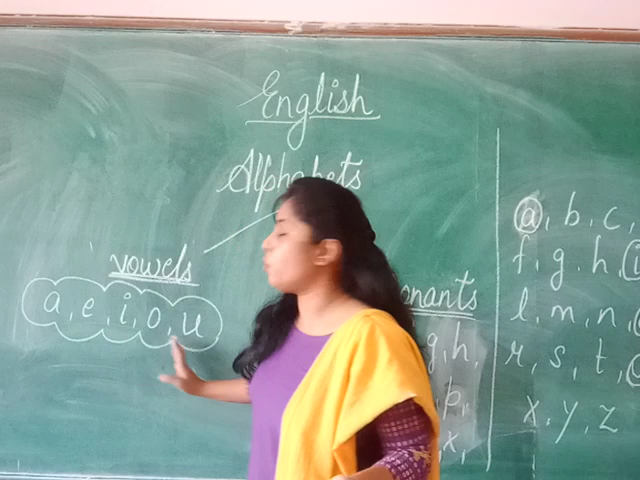 English
Alphabets
vowels
a, e, i, o, u
onants
g, h,
p,
x,
a, b, c,
f, g, h, i
l, m, n,
r, s, t,
x, y, z